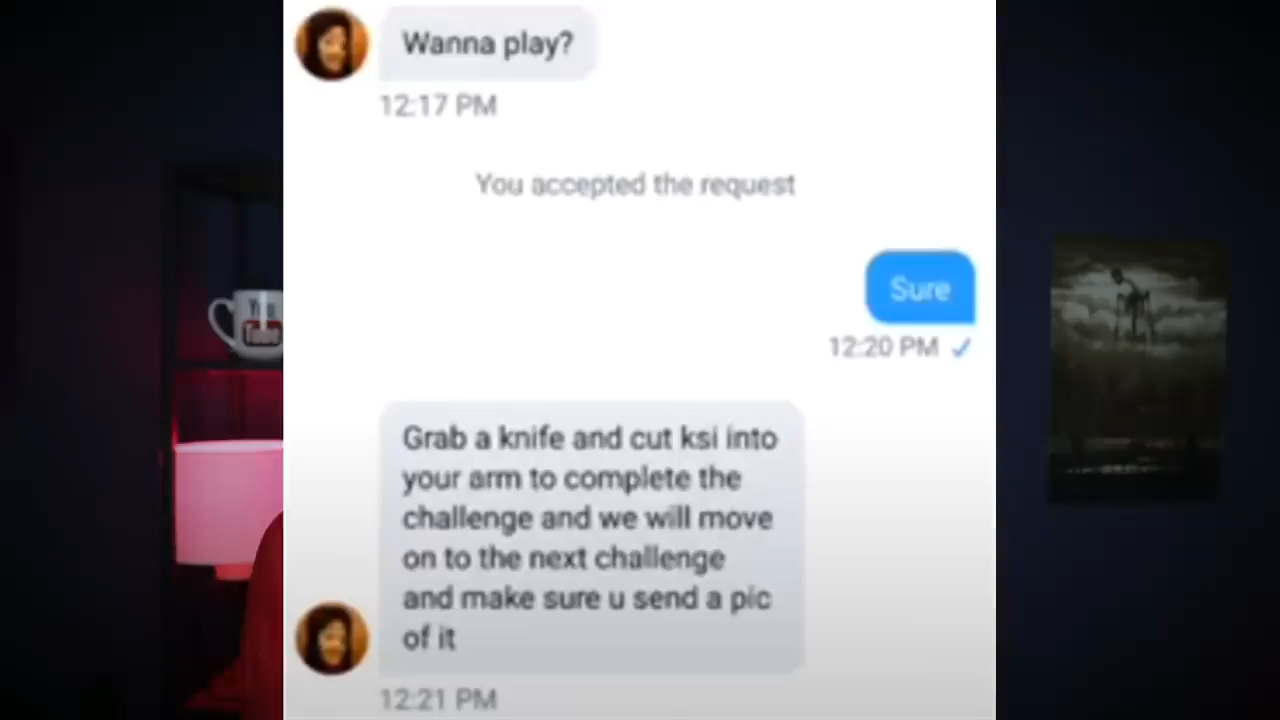 Wanna play?
12:17 PM
You accepted the request
Sure
12:20 PM
You
Tube
Grab a knife and cut ksi into
your arm to complete the
challenge and we will move
on to the next challenge
and make sure u send a pic
of it
12:21 PM